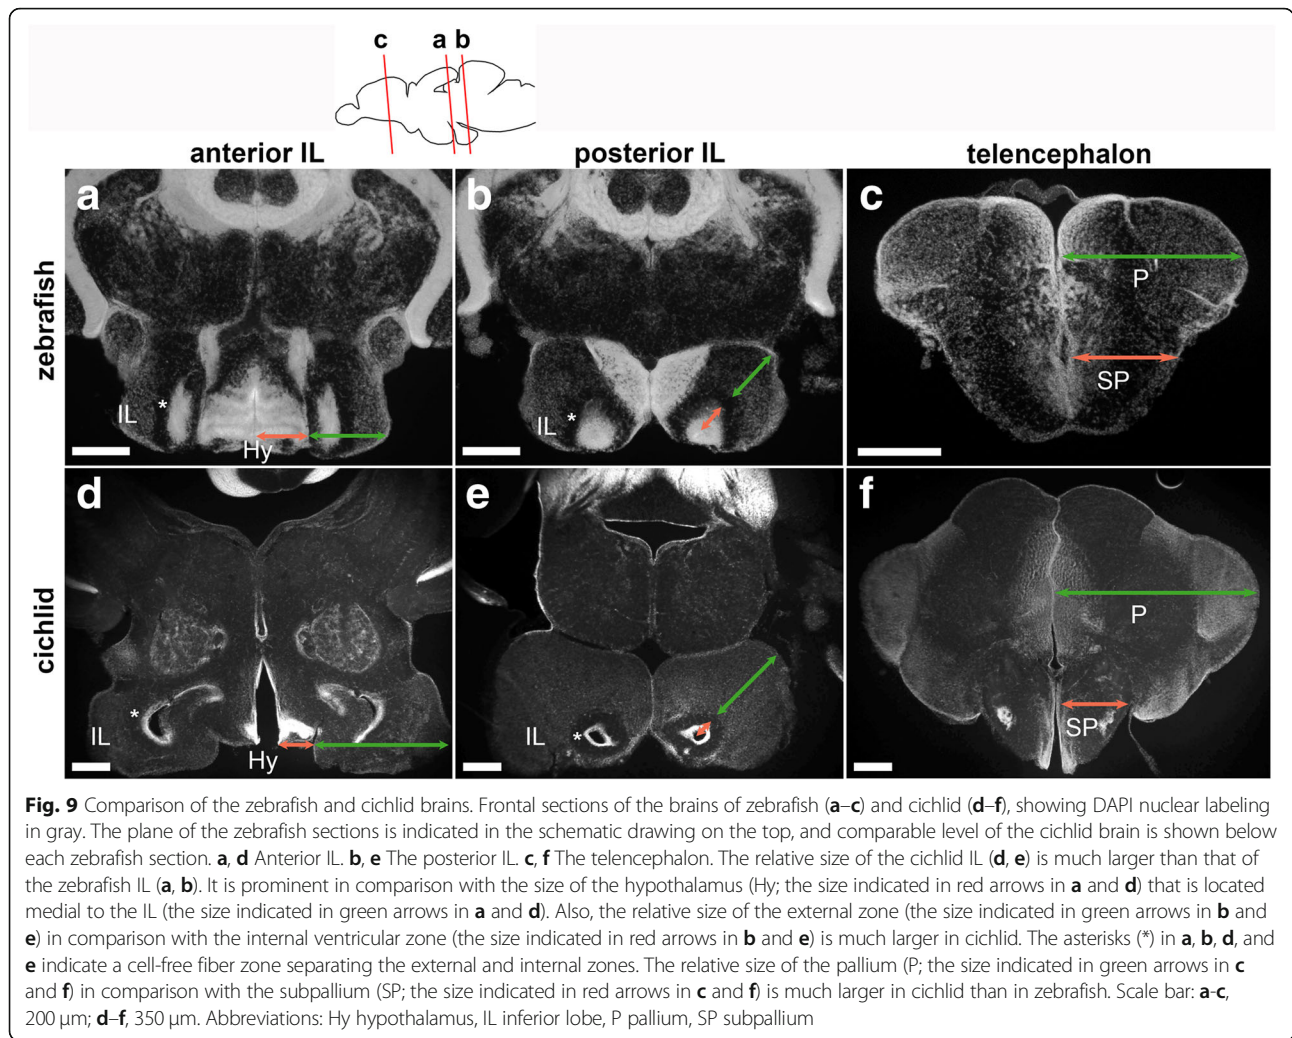 c a b
anterior IL posterior IL telencephalon
zebrafish
a b c
P
SP
IL * IL *
Hy
cichlid
d e f
P
* IL IL * SP
Hy
Fig. 9 Comparison of the zebrafish and cichlid brains. Frontal sections of the brains of zebrafish (a–c) and cichlid (d–f), showing DAPI nuclear labeling
in gray. The plane of the zebrafish sections is indicated in the schematic drawing on the top, and comparable level of the cichlid brain is shown below
each zebrafish section. a, d Anterior IL. b, e The posterior IL. c, f The telencephalon. The relative size of the cichlid IL (d, e) is much larger than that of
the zebrafish IL (a, b). It is prominent in comparison with the size of the hypothalamus (Hy; the size indicated in red arrows in a and d) that is located
medial to the IL (the size indicated in green arrows in a and d). Also, the relative size of the external zone (the size indicated in green arrows in b and
e) in comparison with the internal ventricular zone (the size indicated in red arrows in b and e) is much larger in cichlid. The asterisks (*) in a, b, d, and
e indicate a cell-free fiber zone separating the external and internal zones. The relative size of the pallium (P; the size indicated in green arrows in c
and f) in comparison with the subpallium (SP; the size indicated in red arrows in c and f) is much larger in cichlid than in zebrafish. Scale bar: a-c,
200 μm; d–f, 350 μm. Abbreviations: Hy hypothalamus, IL inferior lobe, P pallium, SP subpallium